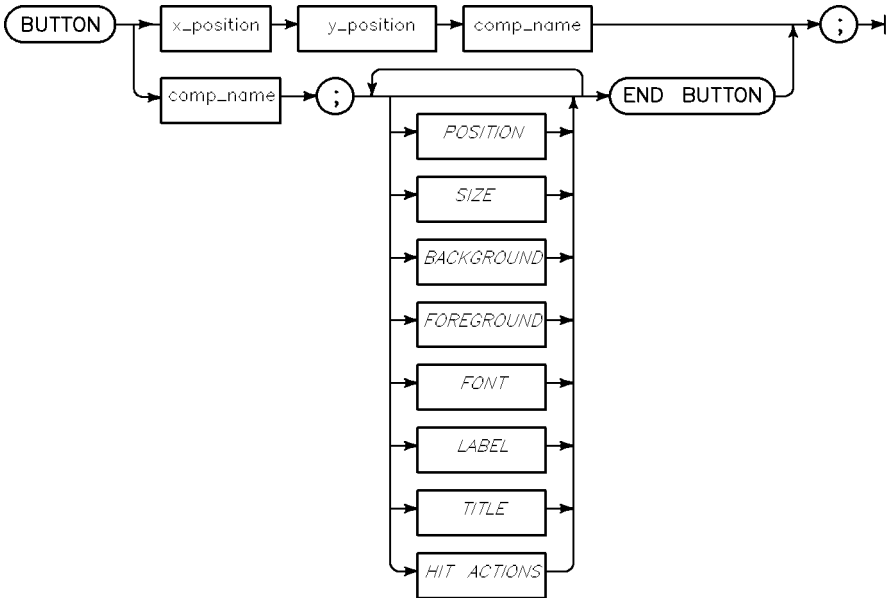 BUTTON x_position y_position comp_name ;
comp_name ; END BUTTON
POSITION
SIZE
BACKGROUND
FOREGROUND
FONT
LABEL
TITLE
HIT ACTIONS